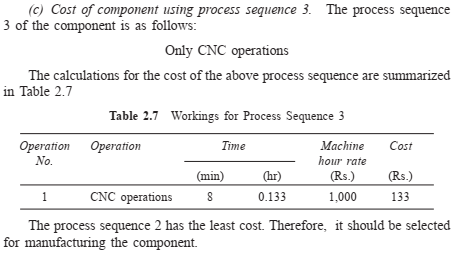 (c) Cost of component using process sequence 3. The process sequence
3 of the component is as follows:
Only CNC operations
The calculations for the cost of the above process sequence are summarized
in Table 2.7
Table 2.7 Workings for Process Sequence 3
Operation Operation Time Machine Cost
No. hour rate
(min) (hr) (Rs.) (Rs.)
1 CNC operations 8 0.133 1,000 133
The process sequence 2 has the least cost. Therefore, it should be selected
for manufacturing the component.